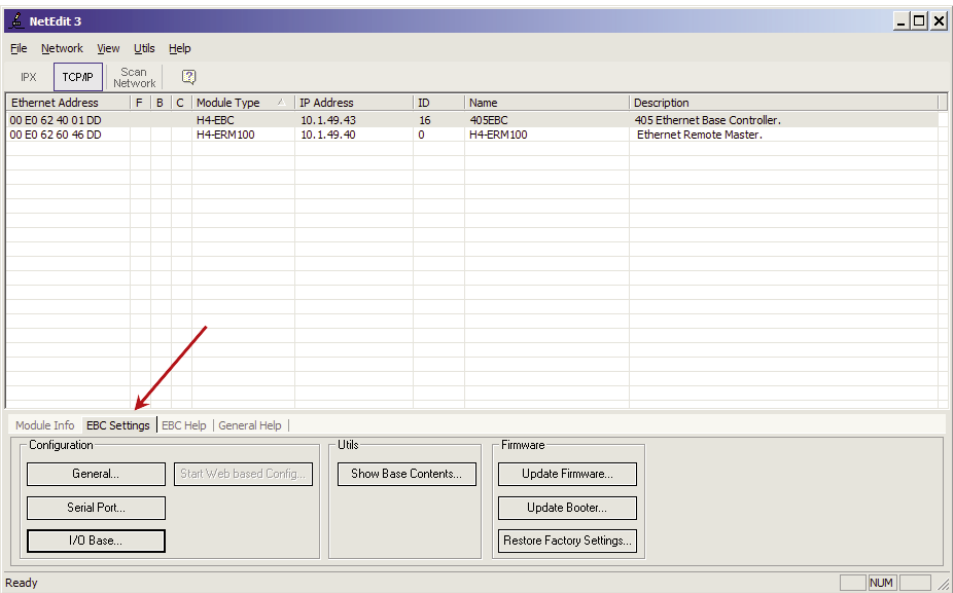 NetEdit 3
File Network View Utils Help
IPX TCP/IP Scan Network
Ethernet Address F B C Module Type IP Address ID Name Description
00 E0 62 40 01 DD H4-EBC 10.1.49.43 16 405EBC 405 Ethernet Base Controller.
00 E0 62 60 46 DD H4-ERM100 10.1.49.40 0 H4-ERM100 Ethernet Remote Master.
Module Info EBC Settings EBC Help General Help
Configuration Utils Firmware
General... Start Web based Config... Show Base Contents... Update Firmware...
Serial Port... Update Booter...
I/O Base... Restore Factory Settings...
Ready NUM